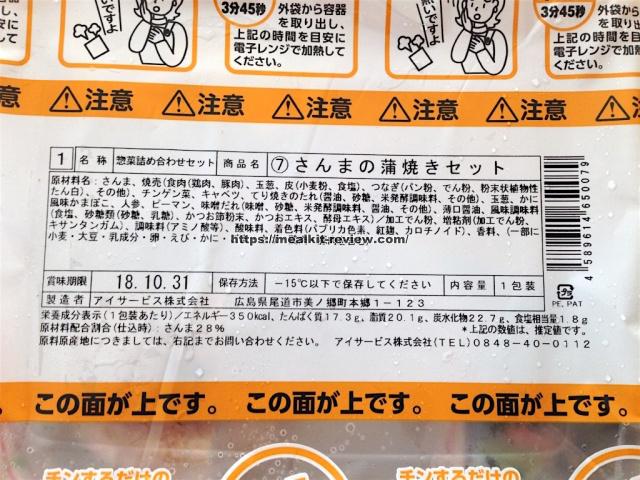 いですよ
3分45秒
外袋から容器
を取り出し、
上記の時間を目安に
電子レンジで加熱して
ください。
熱いですよ
3分45秒
外袋から
を取り出し
上記の時間を目
電子レンジで加熱
ください。
意 注意 注意 注意 注意 注意
1 名称 惣菜詰め合わせセット 商品名 ⑦さんまの蒲焼きセット
原材料名:さんま、焼売(食肉(鶏肉、豚肉)、玉葱、皮(小麦粉、食塩)、つなぎ(パン粉、でん粉、粉末状植物性
たん白)、その他)、チンゲン菜、キャベツ、てり焼きのたれ(醤油、砂糖、米発酵調味料、その他)、玉葱、かに
風味かまぼこ、人参、ピーマン、味噌だれ(味噌、砂糖、米発酵調味料、醤油、その他)、薄口醤油、風味調味料
(食塩、砂糖類(砂糖、乳糖)、かつお節粉末、かつおエキス、酵母エキス)/加工でん粉、増粘剤(加工でん粉、
キサンタンガム)、調味料(アミノ酸等)、酸味料、着色料(パプリカ色素、紅麹、カロチノイド)、香料、(一部に
小麦・大豆・乳成分・卵・えび・かに・
https://mealkit-review.com/
賞味期限 18.10.31 保存方法 -15℃以下で保存してください 内容量 1包装
製造者 アイサービス株式会社 広島県尾道市美ノ郷町本郷1-123
栄養成分表示(1包装あたり)/エネルギー350kcal、たんぱく質17.3g、脂質20.1g、炭水化物22.7g、食塩相当量1.8g
原材料配合割合(仕込時):さんま28% *上記の数値は、推定値です。
原料原産地につきましては、右記までお問い合わせください。 アイサービス株式会社(TEL)0848-40-0112
4589614650079
プラ
PE, PAT
この面が上です。 この面が上です。 この面が上です。
チンするだけの チンするだけの